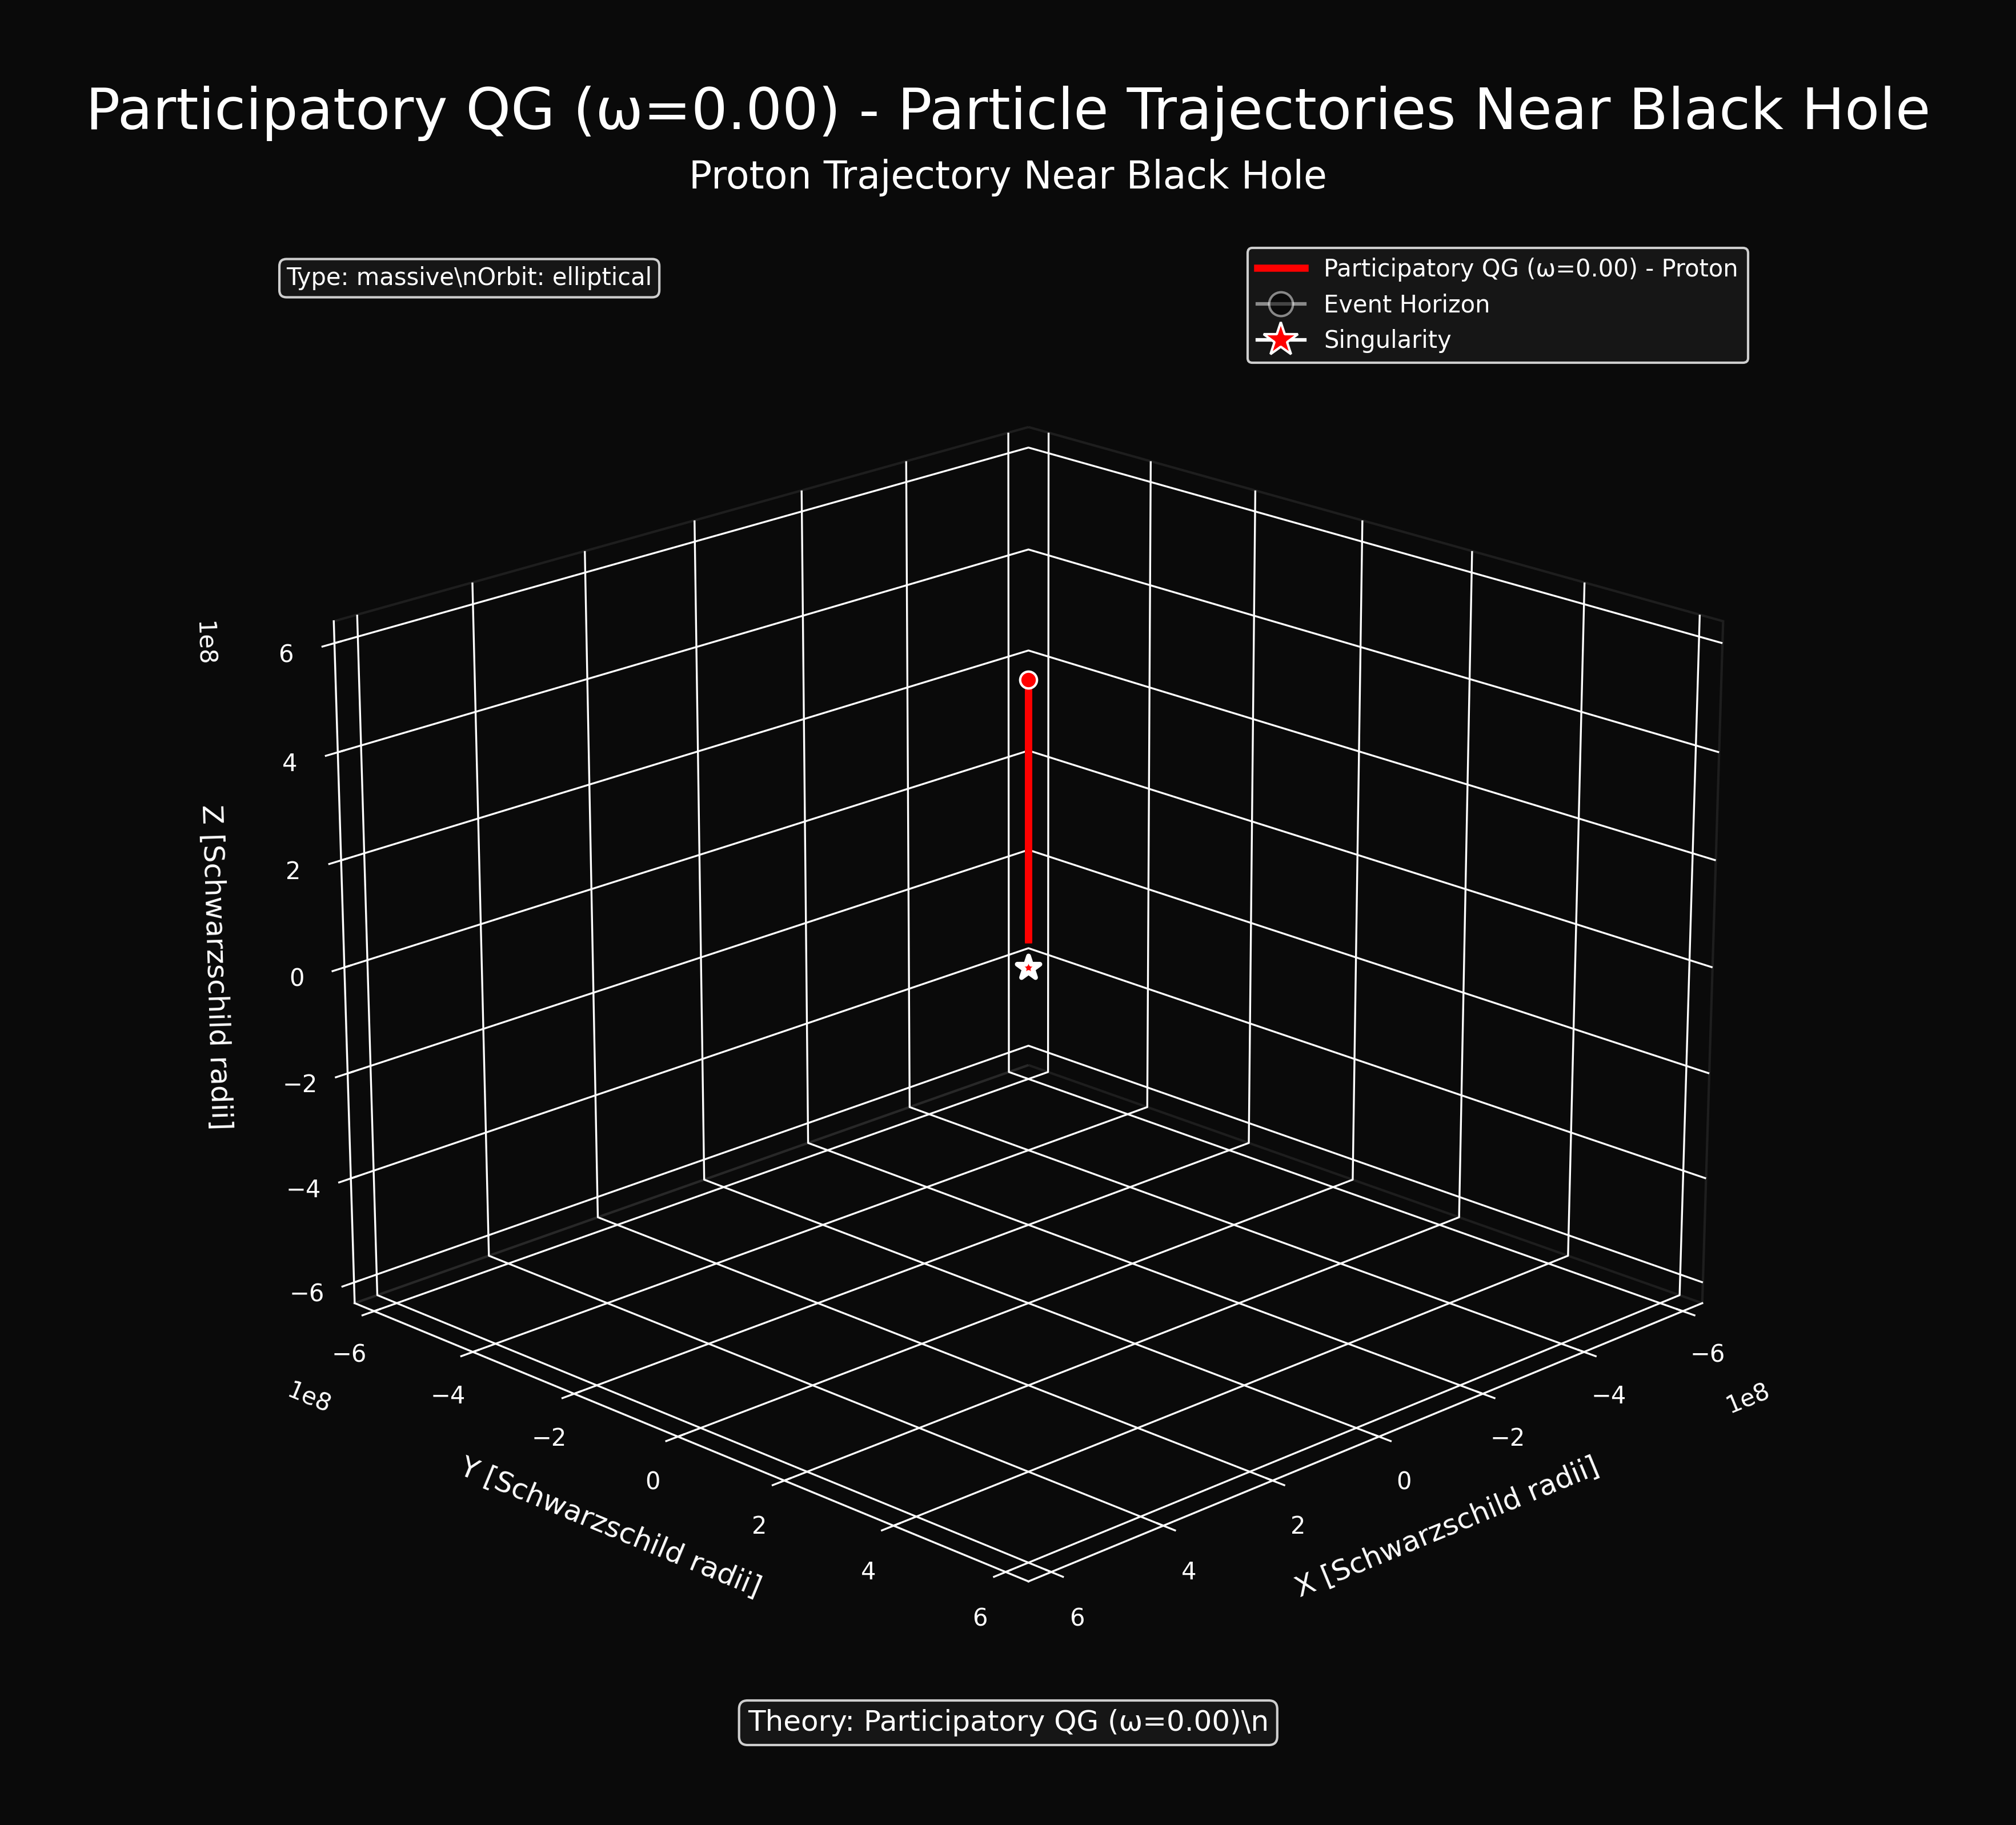 Participatory QG (ω=0.00) - Particle Trajectories Near Black Hole
Proton Trajectory Near Black Hole
Type: massive\nOrbit: elliptical
Participatory QG (ω=0.00) - Proton
Event Horizon
Singularity
1e8
6
4
2
0
−2
−4
−6
Z [Schwarzschild radii]
−6
−4
−2
0
2
4
6
1e8
Y [Schwarzschild radii]
6
4
2
0
−2
−4
−6
1e8
X [Schwarzschild radii]
Theory: Participatory QG (ω=0.00)\n